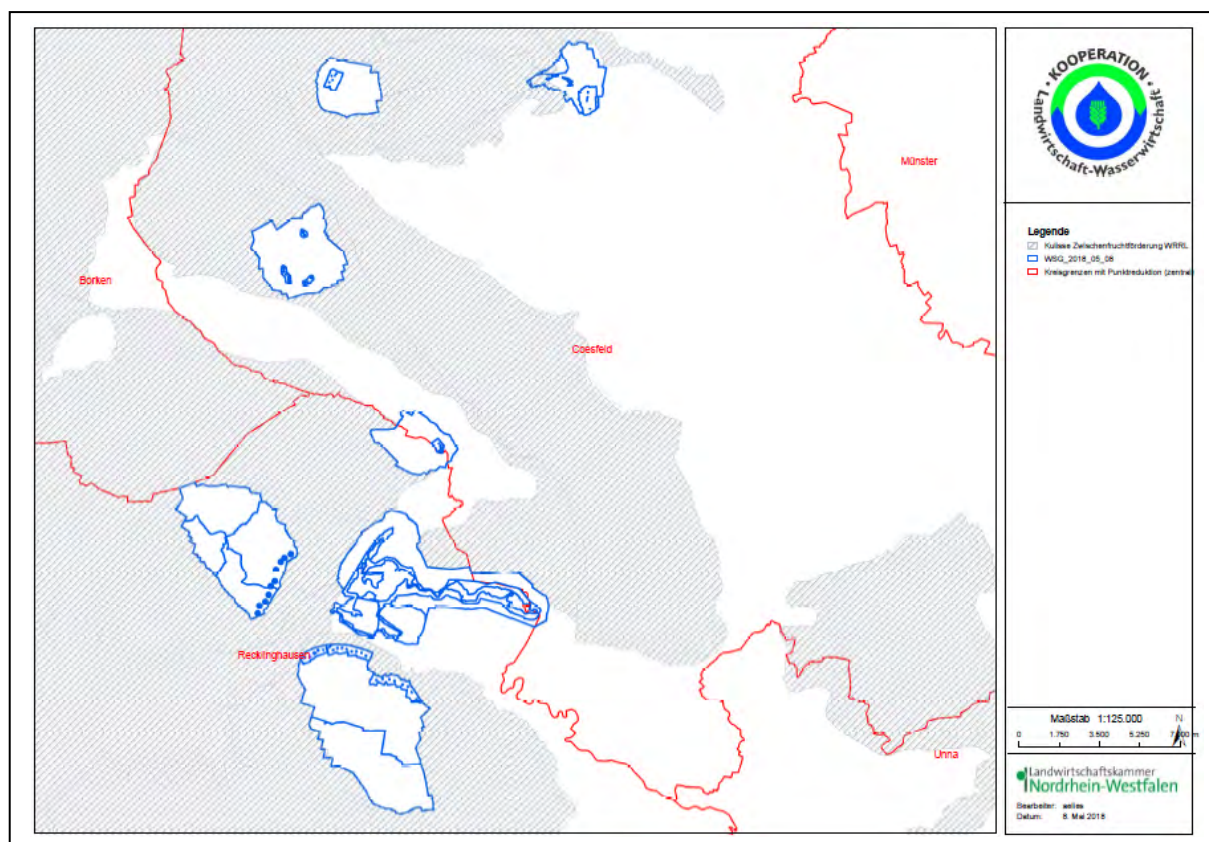 Münster
Borken
Coesfeld
Recklinghausen
Unna
KOOPERATION
• Landwirtschaft-Wasserwirtschaft •
Legende
Kulisse Zwischenfruchtförderung WRRL
WSG_2018_05_08
Kreisgrenzen mit Punktreduktion (zentral)
Maßstab 1:125.000
N
0 1.750 3.500 5.250 7.000 m
Landwirtschaftskammer
Nordrhein-Westfalen
Bearbeiter:
Datum: 8. Mai 2018